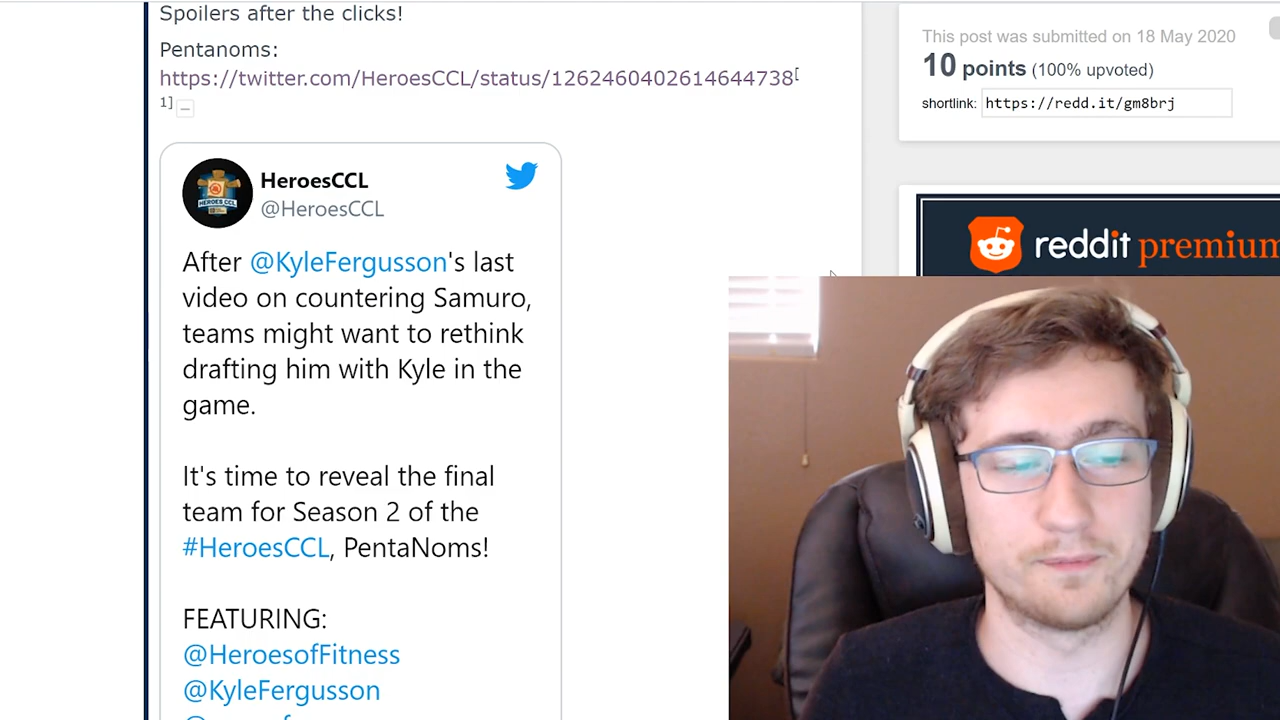 Spoilers after the clicks!
Pentanoms:
https://twitter.com/HeroesCCL/status/1262460402614644738[
1]
HeroesCCL
@HeroesCCL
After @KyleFergusson's last
video on countering Samuro,
teams might want to rethink
drafting him with Kyle in the
game.
It's time to reveal the final
team for Season 2 of the
#HeroesCCL, PentaNoms!
FEATURING:
@HeroesofFitness
@KyleFergusson
This post was submitted on 18 May 2020
10 points (100% upvoted)
shortlink: https://redd.it/gm8brj
reddit premium